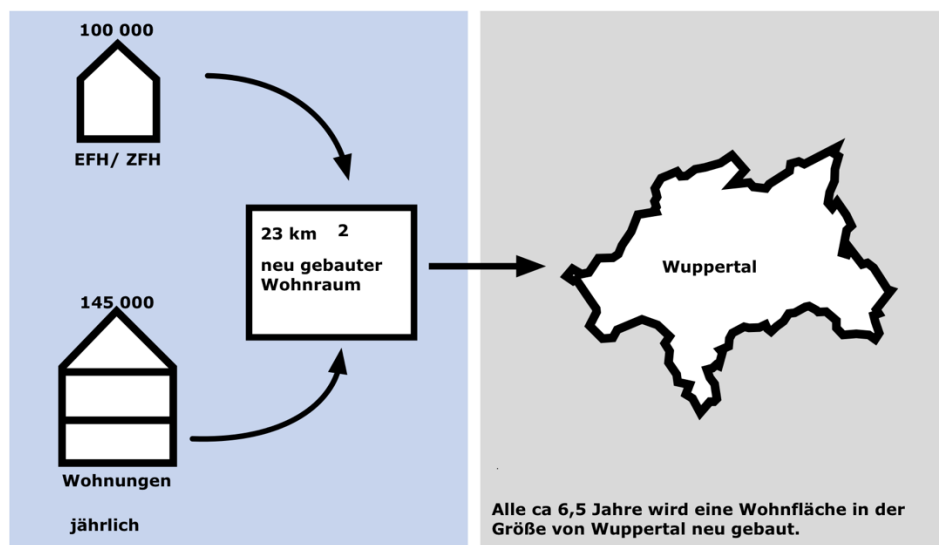 100 000
EFH/ ZFH
23 km 2
neu gebauter
Wohnraum
145 000
Wohnungen
jährlich
Wuppertal
Alle ca 6,5 Jahre wird eine Wohnfläche in der
Größe von Wuppertal neu gebaut.